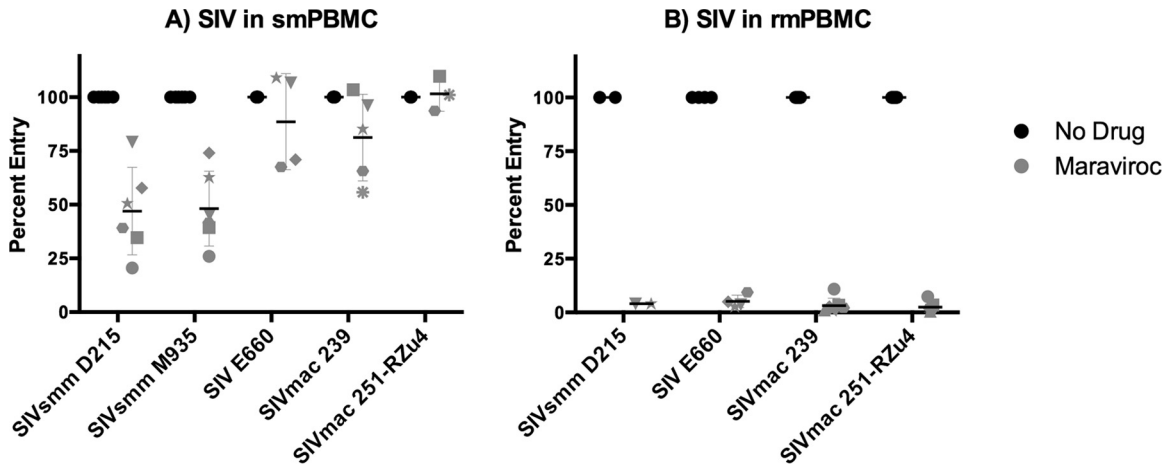 A) SIV in smPBMC
Percent Entry
100
75
50
25
0
SIVsmm D215
SIVsmm M935
SIV E660
SIVmac 239
SIVmac 251-RZu4
B) SIV in rmPBMC
Percent Entry
100
75
50
25
0
SIVsmm D215
SIV E660
SIVmac 239
SIVmac 251-RZu4
No Drug
Maraviroc